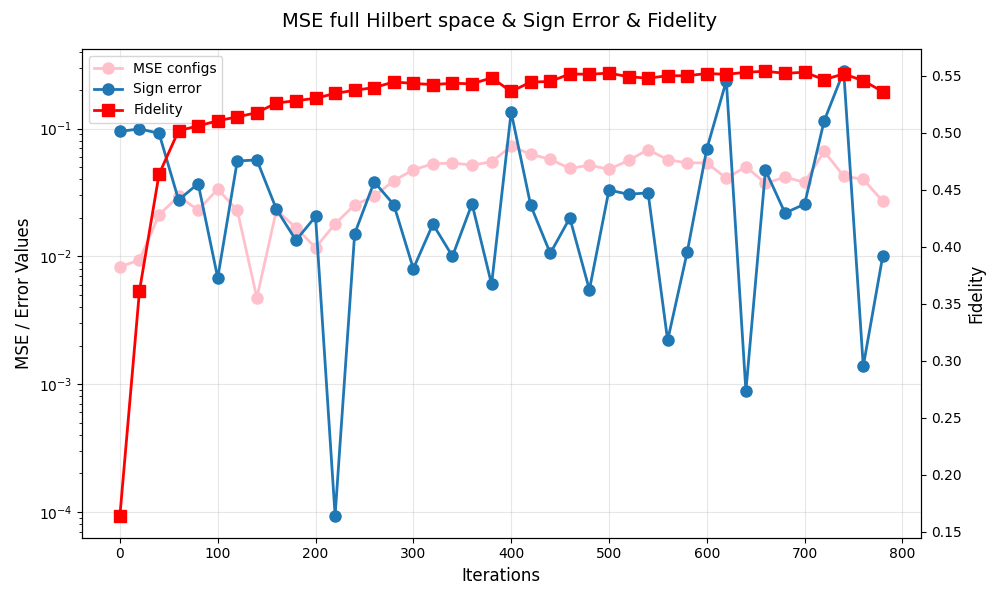 MSE full Hilbert space & Sign Error & Fidelity
MSE configs
Sign error
Fidelity
MSE / Error Values
10⁻¹
10⁻²
10⁻³
10⁻⁴
0.55
0.50
0.45
0.40
0.35
0.30
0.25
0.20
0.15
Fidelity
0 100 200 300 400 500 600 700 800
Iterations